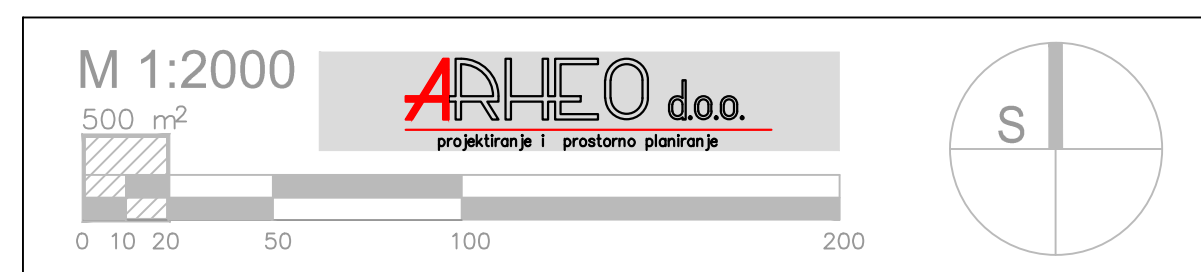 M 1:2000
500 m²
ARHEO d.o.o.
projektiranje i prostorno planiranje
S
0 10 20 50 100 200